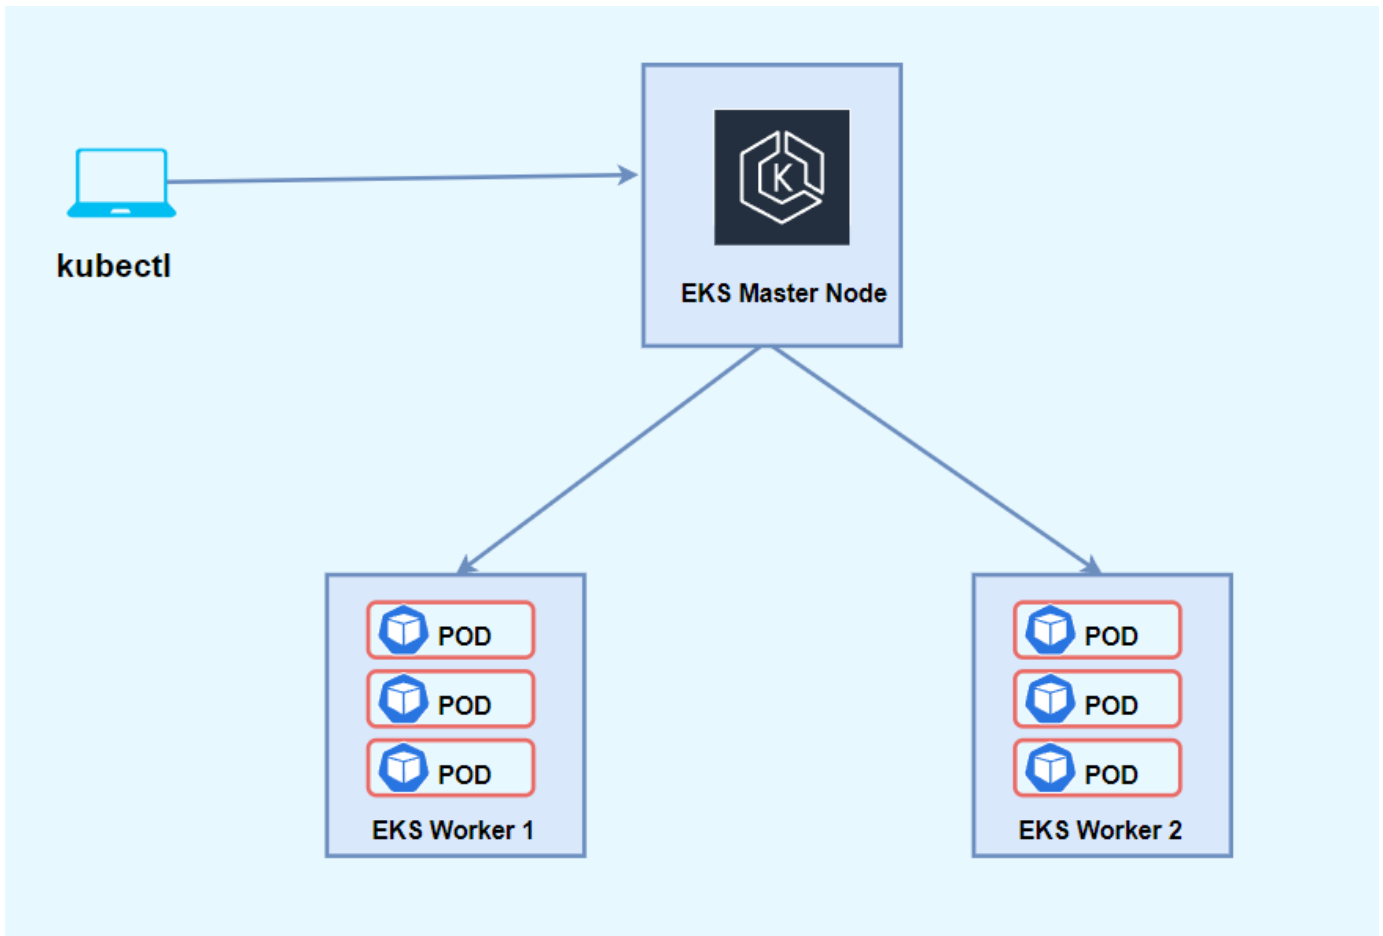 kubectl
K
EKS Master Node
POD
POD
POD
EKS Worker 1
POD
POD
POD
EKS Worker 2